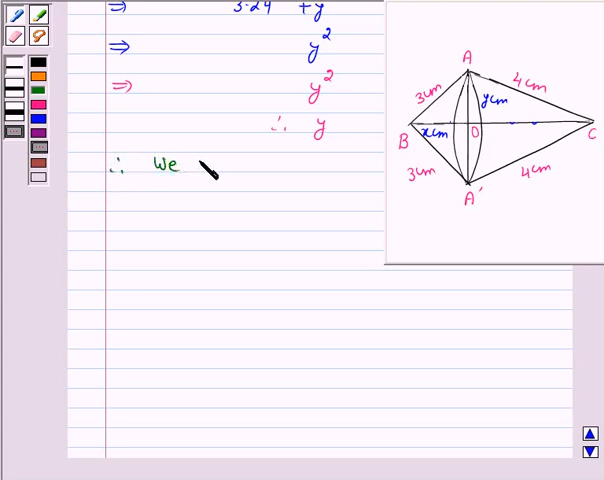 ⇒ 3.24 + y
⇒ y²
⇒ y²
∴ y
∴ We
A
3cm
4cm
ycm
B
xcm
O
C
3cm
4cm
A'